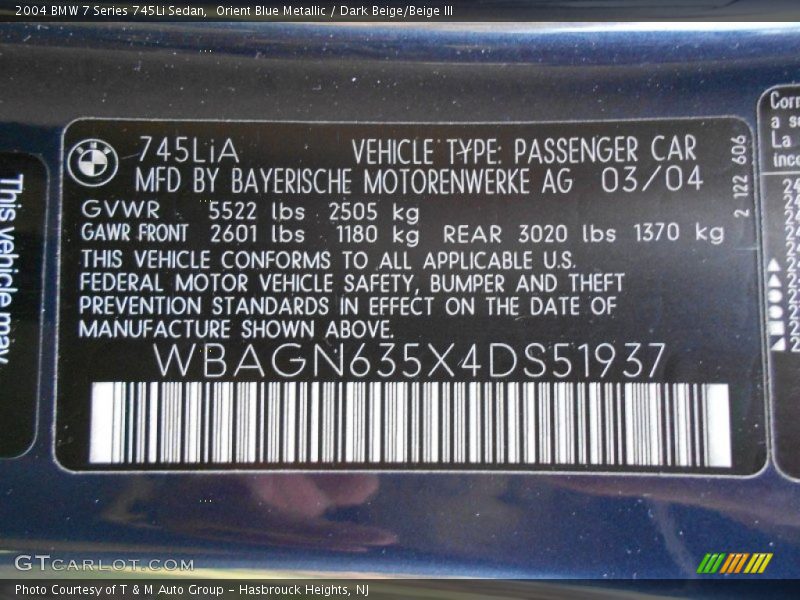 2004 BMW 7 Series 745Li Sedan, Orient Blue Metallic / Dark Beige/Beige III
745LiA VEHICLE TYPE: PASSENGER CAR
MFD BY BAYERISCHE MOTORENWERKE AG 03/04
GVWR 5522 lbs 2505 kg
GAWR FRONT 2601 lbs 1180 kg REAR 3020 lbs 1370 kg
THIS VEHICLE CONFORMS TO ALL APPLICABLE U.S.
FEDERAL MOTOR VEHICLE SAFETY, BUMPER AND THEFT
PREVENTION STANDARDS IN EFFECT ON THE DATE OF
MANUFACTURE SHOWN ABOVE.
WBAGN635X4DS51937
2 122 606
This vehicle may
a
La
GTCARLOT.COM
Photo Courtesy of T & M Auto Group - Hasbrouck Heights, NJ